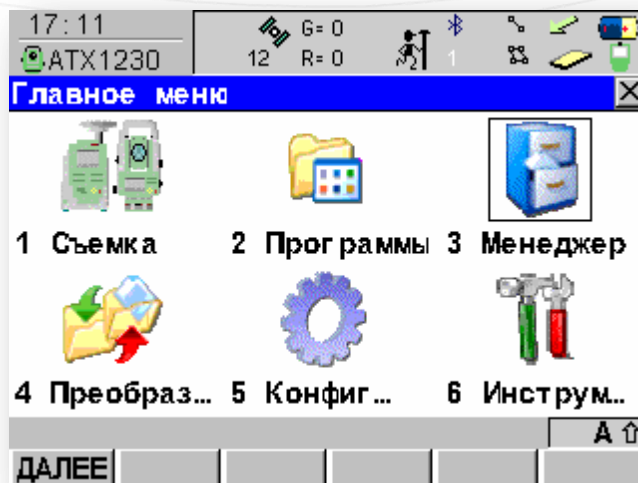 17:11 G= 0
ATX1230 12 R= 0 1
Главное меню
1 Съемка 2 Программы 3 Менеджер
4 Преобраз... 5 Конфиг... 6 Инструм...
A
ДАЛЕЕ